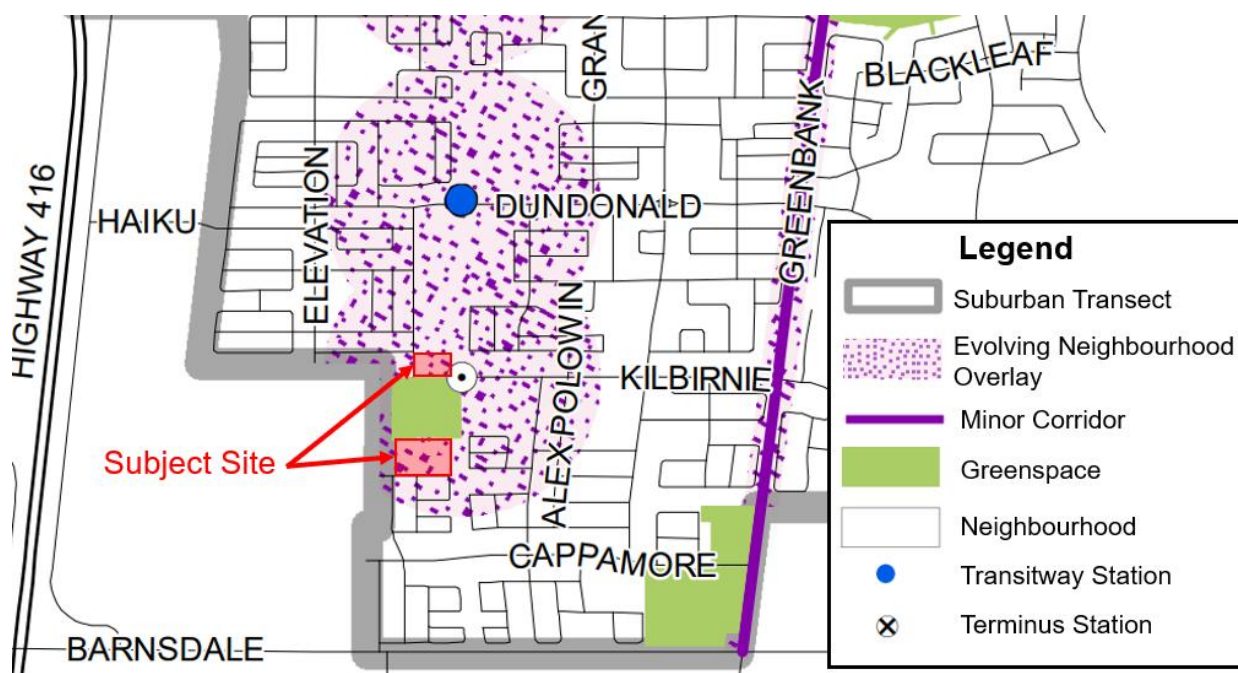 GRAN
BLACKLEAF
GREENBANK
HIGHWAY 416
ELEVATION
HAIKU
DUNDONALD
ALEX POLOWIN
KILBIRNIE
Subject Site
CAPPAMORE
BARNSDALE
Legend
Suburban Transect
Evolving Neighbourhood
Overlay
Minor Corridor
Greenspace
Neighbourhood
Transitway Station
Terminus Station